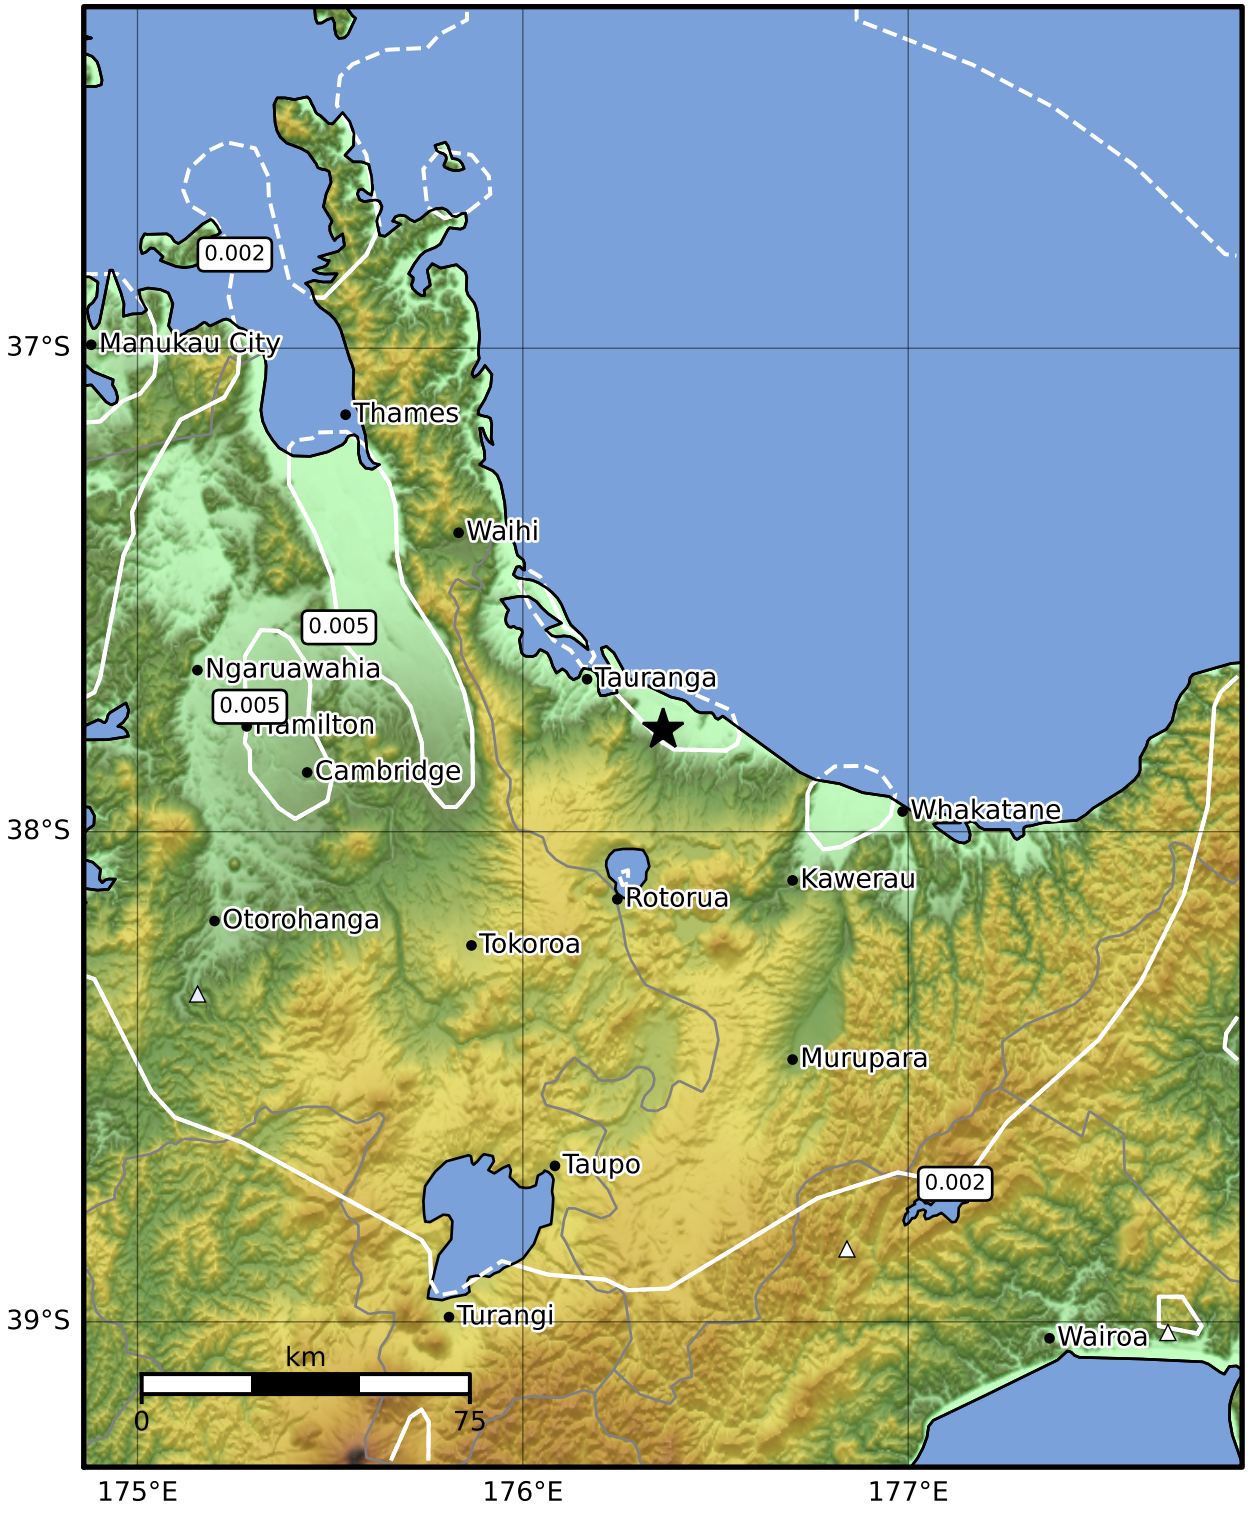 0.002
37°S
Manukau City
Thames
Waihi
0.005
Ngaruawahia
Tauranga
0.005
Hamilton
Cambridge
38°S
Whakatane
Kawerau
Rotorua
Otorohanga
Tokoroa
Murupara
Taupo
0.002
39°S
Turangi
Wairoa
km
0
75
175°E
176°E
177°E